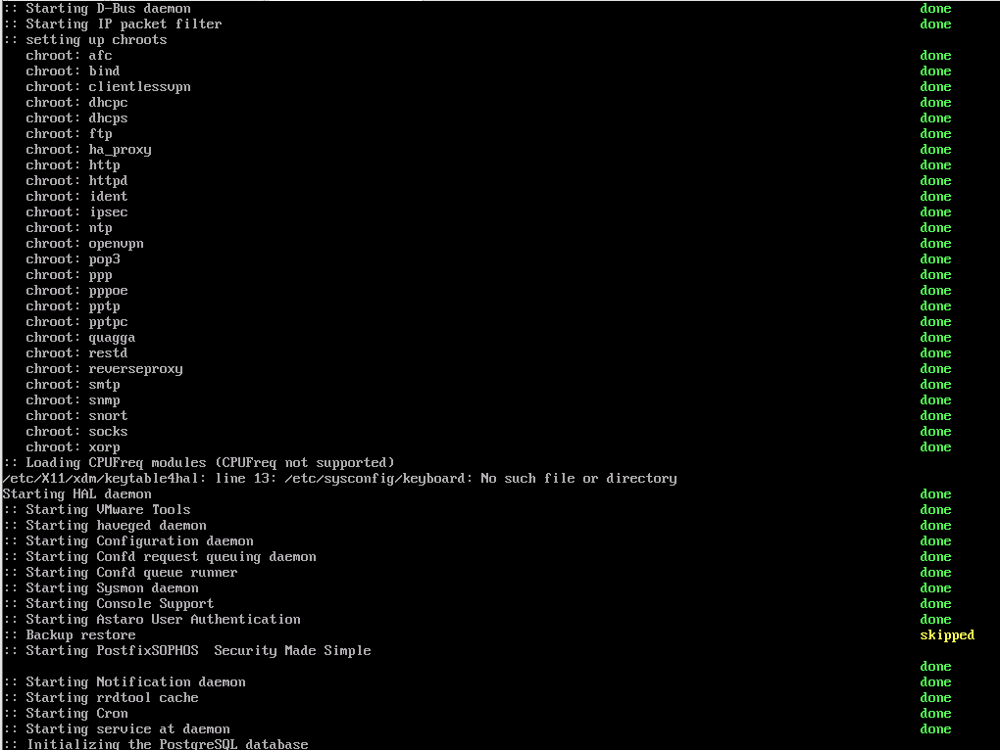 :: Starting D-Bus daemon done
:: Starting IP packet filter done
:: setting up chroots
chroot: afc done
chroot: bind done
chroot: clientlessvpn done
chroot: dhcpc done
chroot: dhcps done
chroot: ftp done
chroot: ha_proxy done
chroot: http done
chroot: httpd done
chroot: ident done
chroot: ipsec done
chroot: ntp done
chroot: openvpn done
chroot: pop3 done
chroot: ppp done
chroot: pppoe done
chroot: pptp done
chroot: pptpc done
chroot: quagga done
chroot: restd done
chroot: reverseproxy done
chroot: smtp done
chroot: snmp done
chroot: snort done
chroot: socks done
chroot: xorp done
:: Loading CPUFreq modules (CPUFreq not supported)
/etc/X11/xdm/keytable4hal: line 13: /etc/sysconfig/keyboard: No such file or directory
Starting HAL daemon done
:: Starting VMware Tools done
:: Starting haveged daemon done
:: Starting Configuration daemon done
:: Starting Confd request queuing daemon done
:: Starting Confd queue runner done
:: Starting Sysmon daemon done
:: Starting Console Support done
:: Starting Astaro User Authentication done
:: Backup restore skipped
:: Starting PostfixSOPHOS  Security Made Simple
done
:: Starting Notification daemon done
:: Starting rrdtool cache done
:: Starting Cron done
:: Starting service at daemon done
:: Initializing the PostgreSQL database